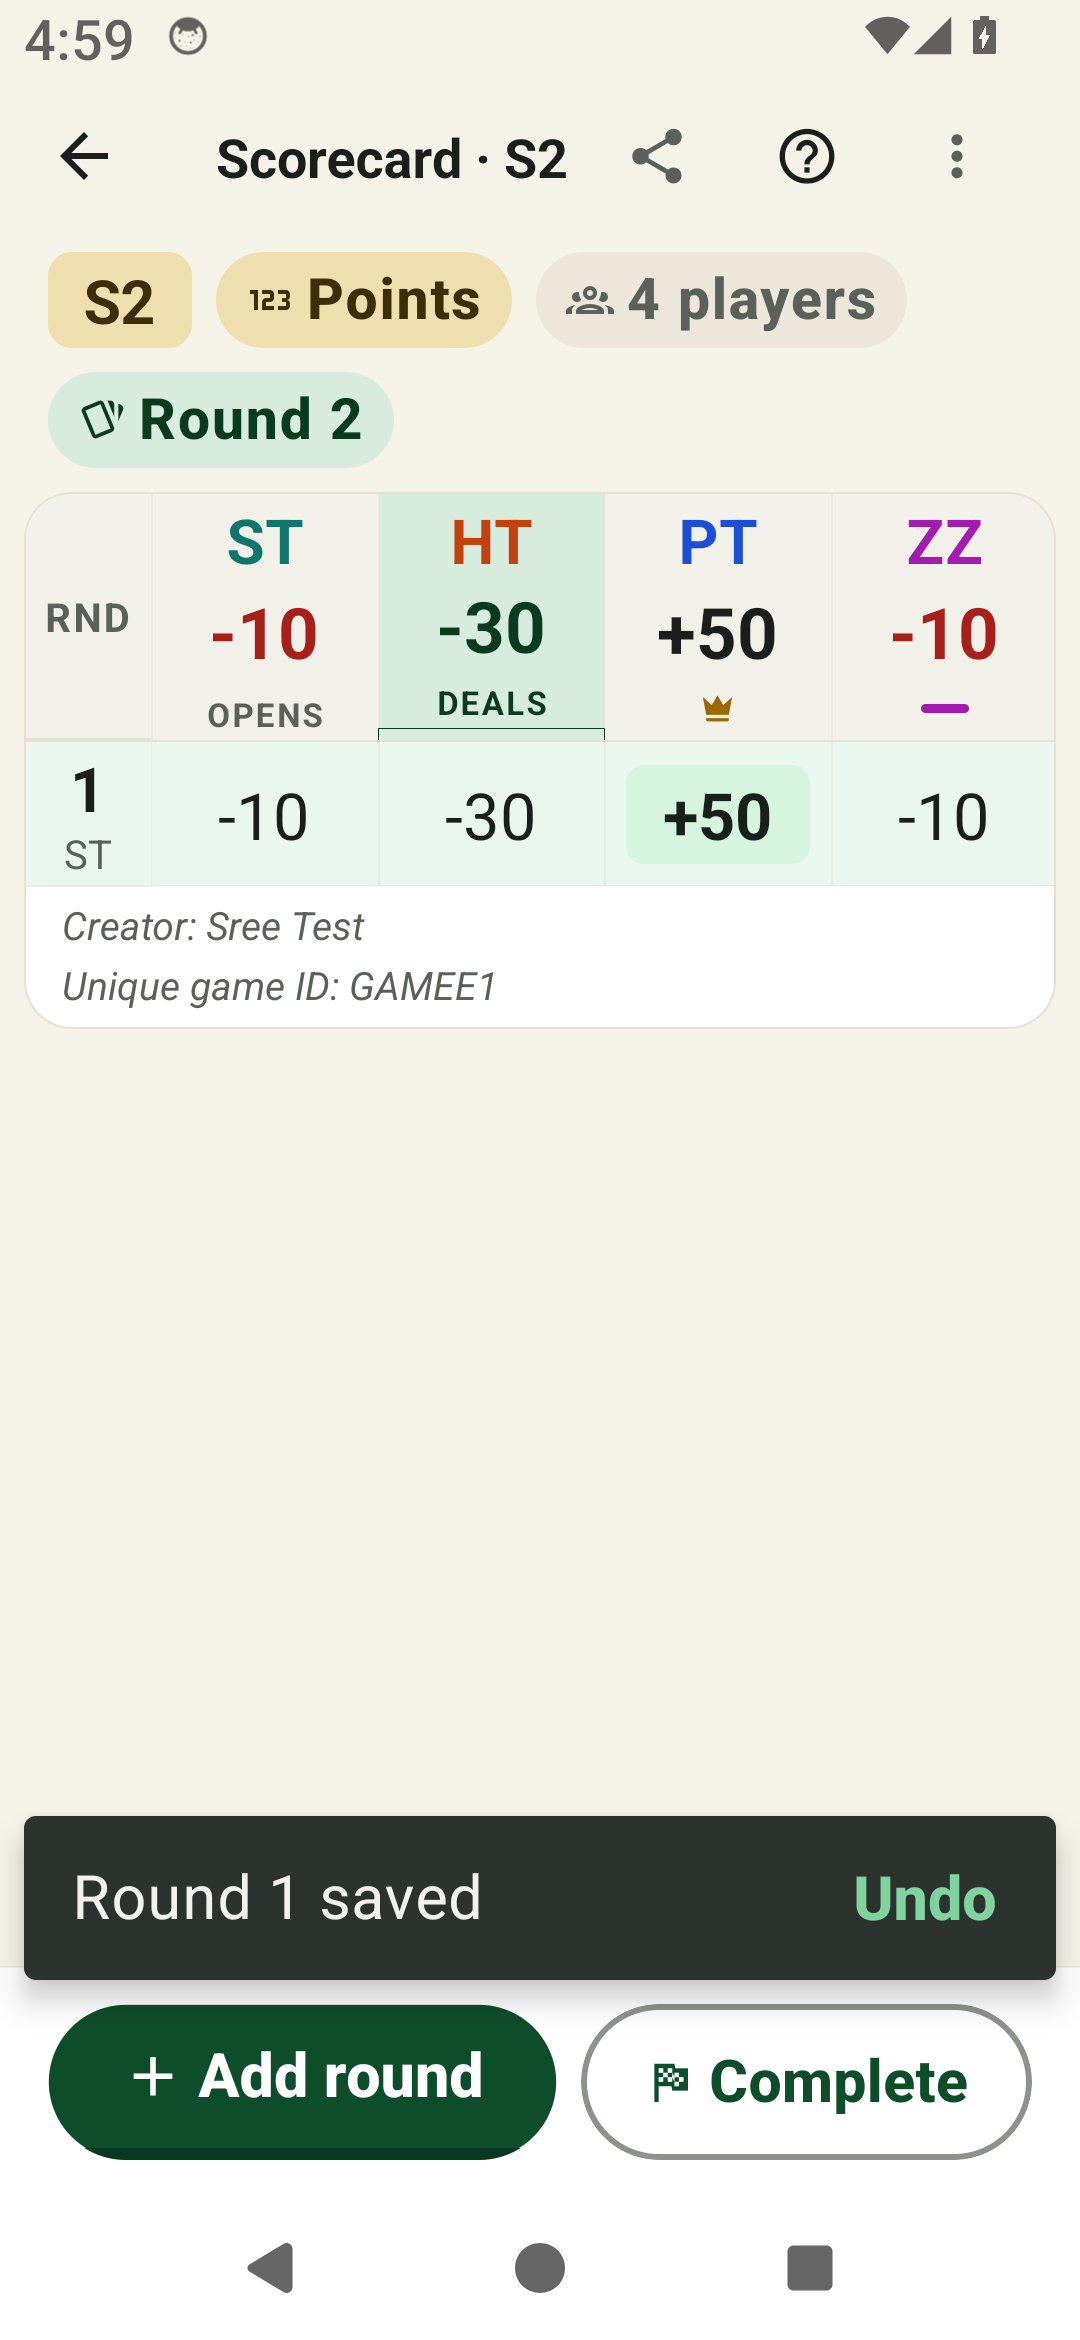 4:59
Scorecard · S2
S2
123 Points
4 players
Round 2
RND
ST
HT
PT
ZZ
-10
-30
+50
-10
OPENS
DEALS
1
ST
-10
-30
+50
-10
Creator: Sree Test
Unique game ID: GAMEE1
Round 1 saved
Undo
+ Add round
Complete